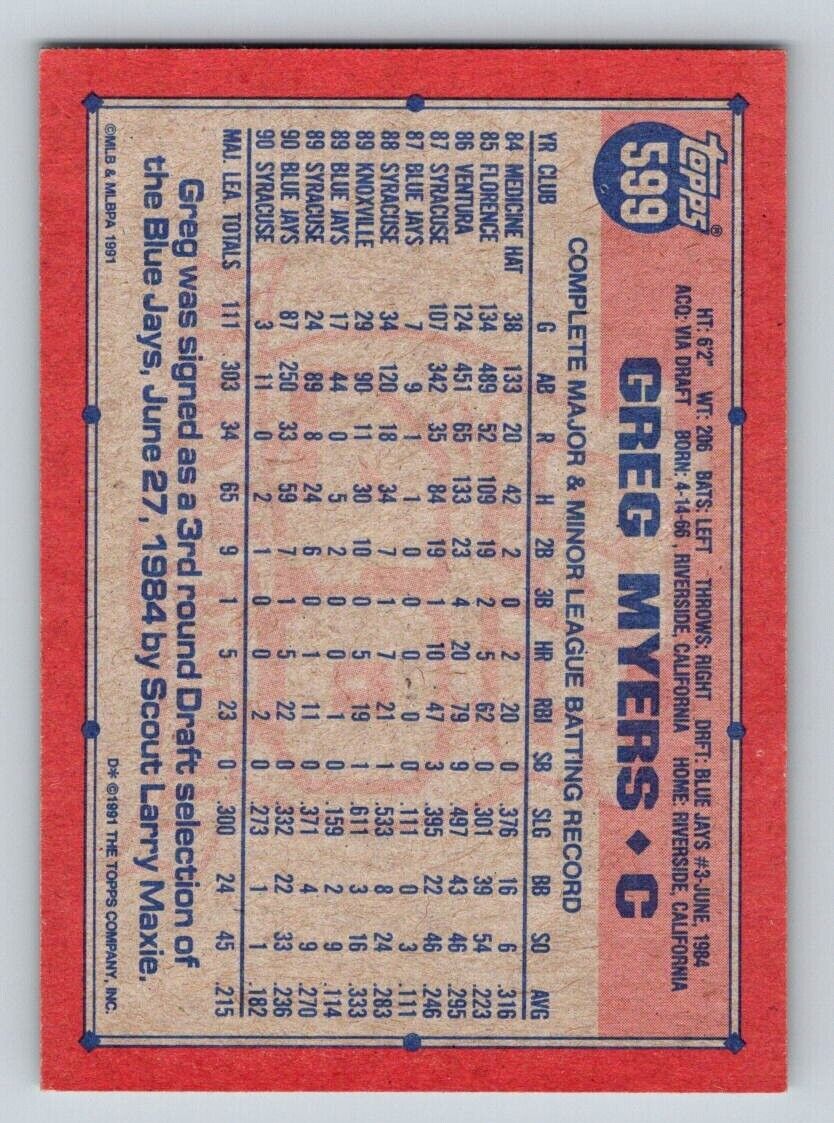 topps®
599
HT: 6'2" WT: 206 BATS: LEFT THROWS: RIGHT DRFT: BLUE JAYS #3-JUNE, 1984
ACQ: VIA DRAFT BORN: 4-14-66, RIVERSIDE, CALIFORNIA HOME: RIVERSIDE, CALIFORNIA
GREG MYERS ◆ C
COMPLETE MAJOR & MINOR LEAGUE BATTING RECORD
YR CLUB G AB R H 2B 3B HR RBI SB SLG BB SO AVG
84 MEDICINE HAT 38 133 20 42 2 0 2 20 0 .376 16 6 .316
85 FLORENCE 134 489 52 109 19 2 5 62 0 .301 39 54 .223
86 VENTURA 124 451 65 133 23 4 20 79 9 .497 43 46 .295
87 SYRACUSE 107 342 35 84 19 1 10 47 3 .395 22 46 .246
87 BLUE JAYS 7 9 1 1 0 0 0 0 0 .111 0 3 .111
88 SYRACUSE 34 120 18 34 7 1 7 21 1 .533 8 24 .283
89 KNOXVILLE 29 90 11 30 10 0 5 19 1 .611 3 16 .333
89 BLUE JAYS 17 44 0 5 2 0 0 1 0 .159 2 9 .114
89 SYRACUSE 24 89 8 24 6 0 1 11 0 .371 4 9 .270
90 BLUE JAYS 87 250 33 59 7 1 5 22 0 .332 22 33 .236
90 SYRACUSE 3 11 0 2 1 0 0 2 0 .273 1 1 .182
MAJ. LEA. TOTALS 111 303 34 65 9 1 5 23 0 .300 24 45 .215
Greg was signed as a 3rd round Draft selection of
the Blue Jays, June 27, 1984 by Scout Larry Maxie.
©MLB & MLBPA 1991 D* ©1991 THE TOPPS COMPANY, INC.